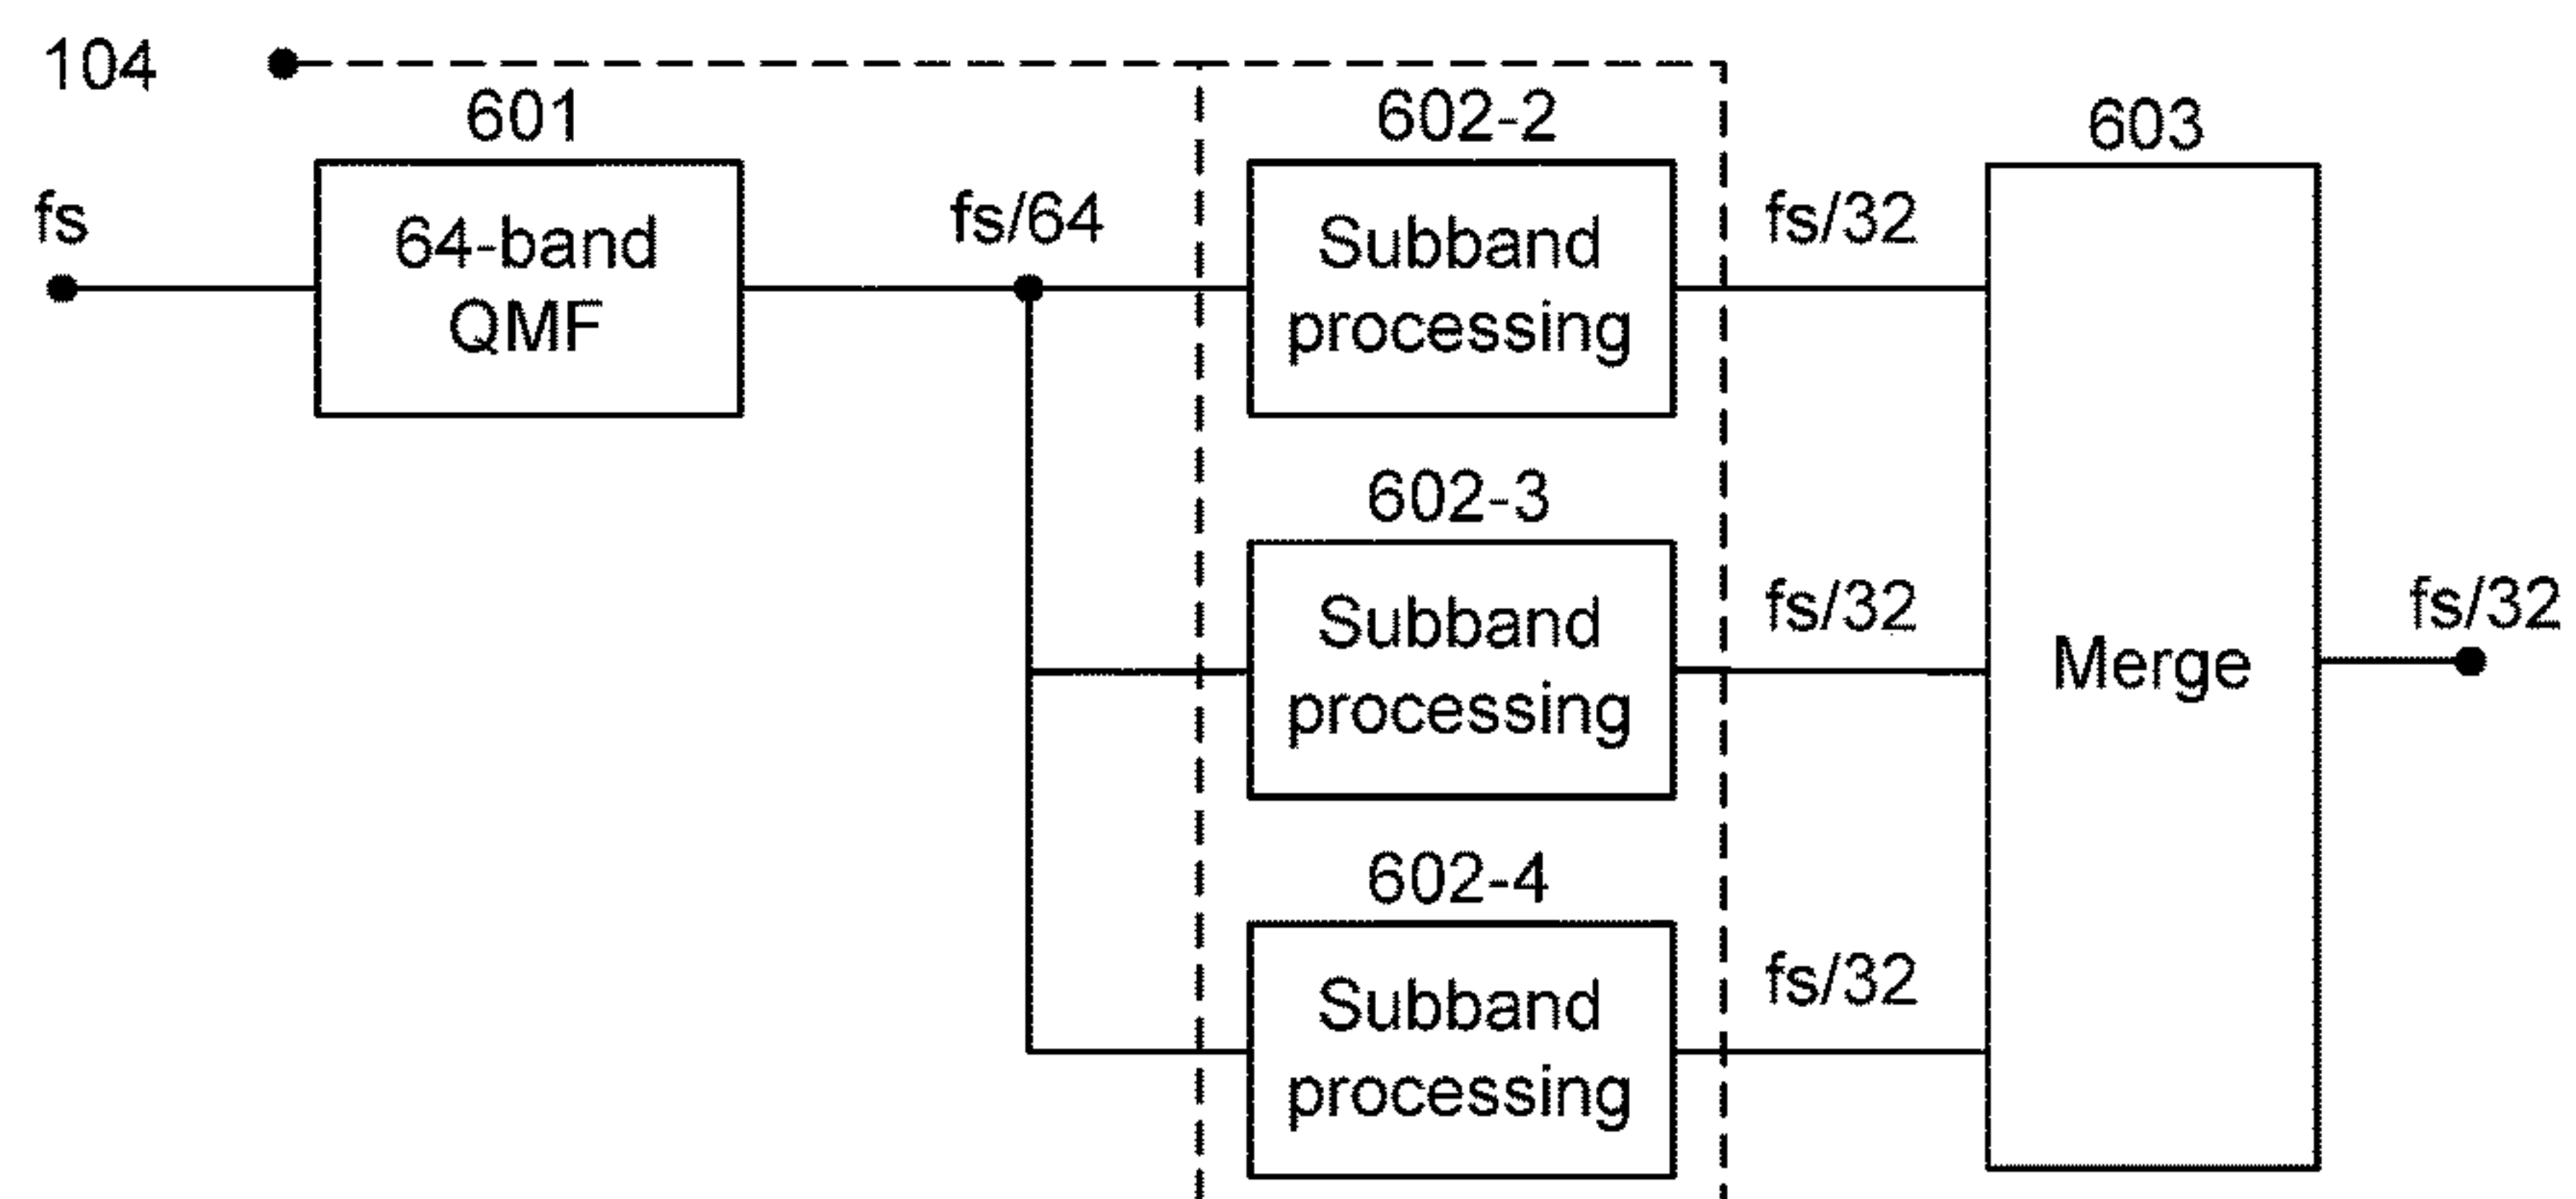 104
601
602-2
603
fs
64-band
QMF
fs/64
Subband
processing
fs/32
602-3
Subband
processing
fs/32
Merge
fs/32
602-4
Subband
processing
fs/32